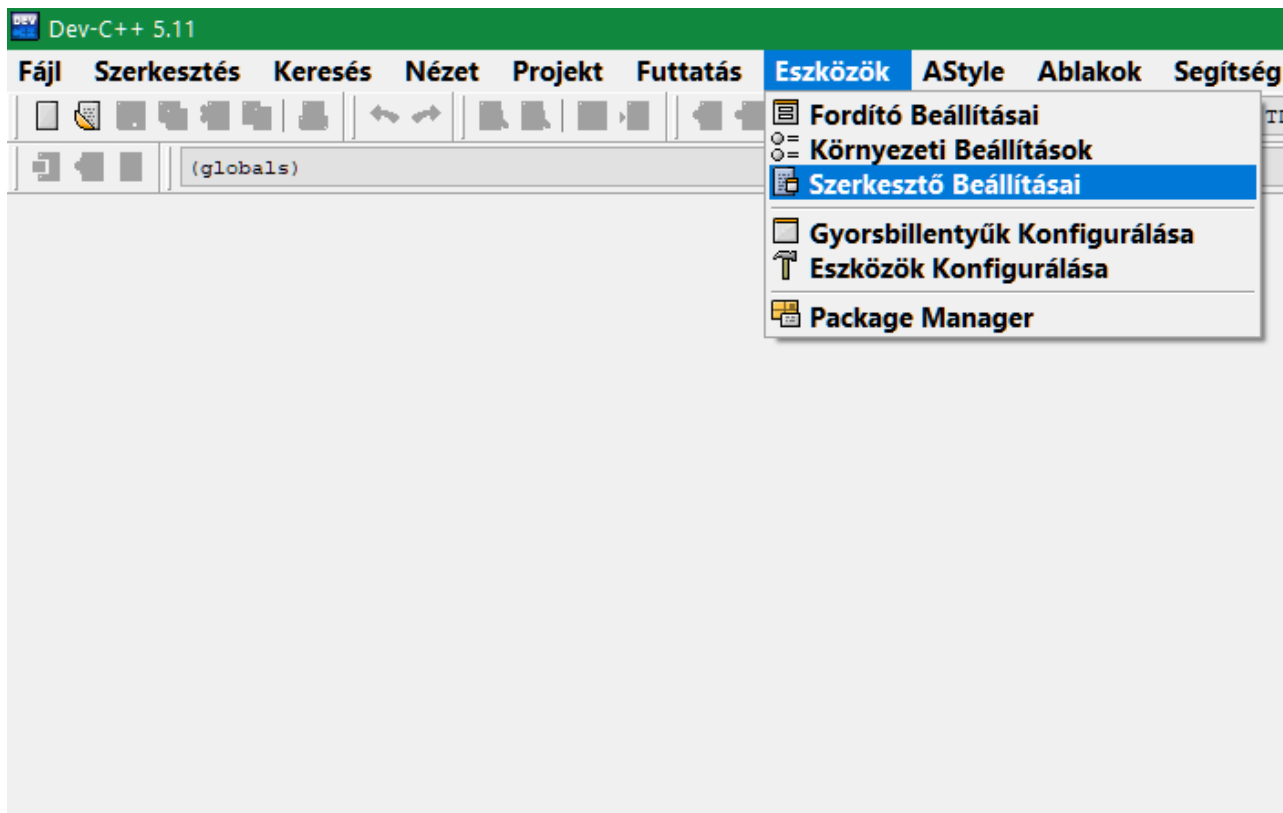 Dev-C++ 5.11
Fájl Szerkesztés Keresés Nézet Projekt Futtatás Eszközök AStyle Ablakok Segítség
(globals)
Fordító Beállításai
Környezeti Beállítások
Szerkesztő Beállításai
Gyorsbillentyűk Konfigurálása
Eszközök Konfigurálása
Package Manager